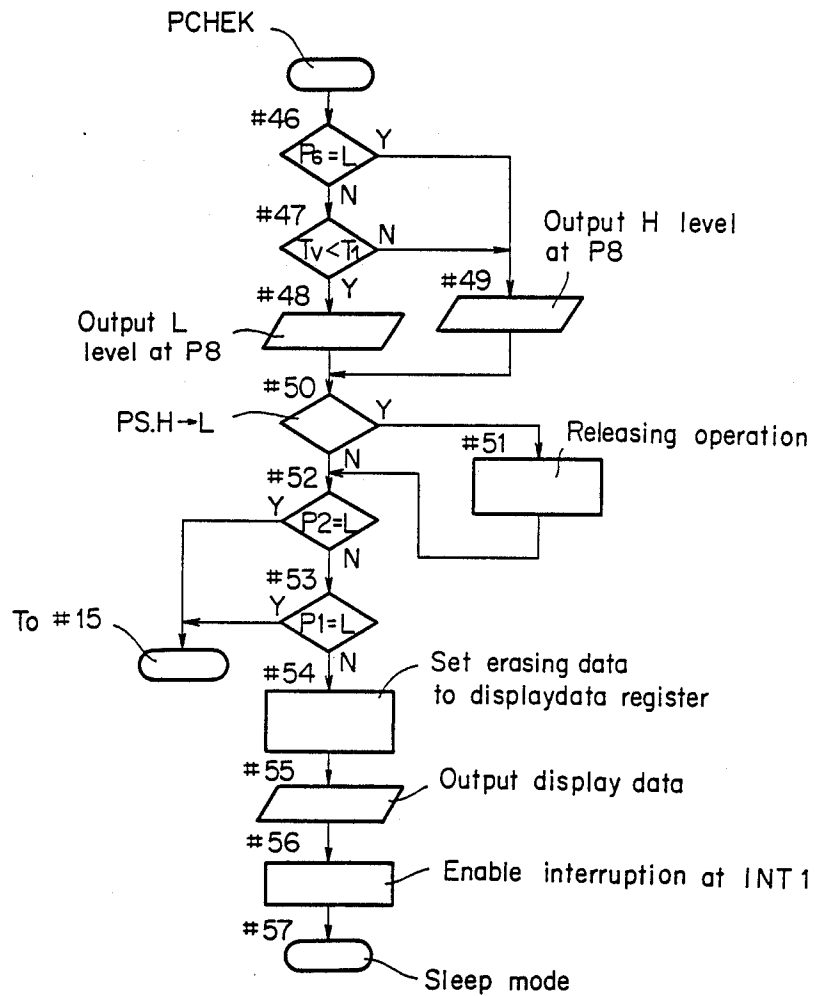 PCHEK
#46
P6=L
Y
N
#47
Tv<T1
N
Y
Output H level
at P8
#49
#48
Output L
level at P8
#50
PS.H→L
Y
N
#51
Releasing operation
#52
Y
P2=L
N
#53
Y
P1=L
N
To #15
#54
Set erasing data
to displaydata register
#55
Output display data
#56
Enable interruption at INT1
#57
Sleep mode